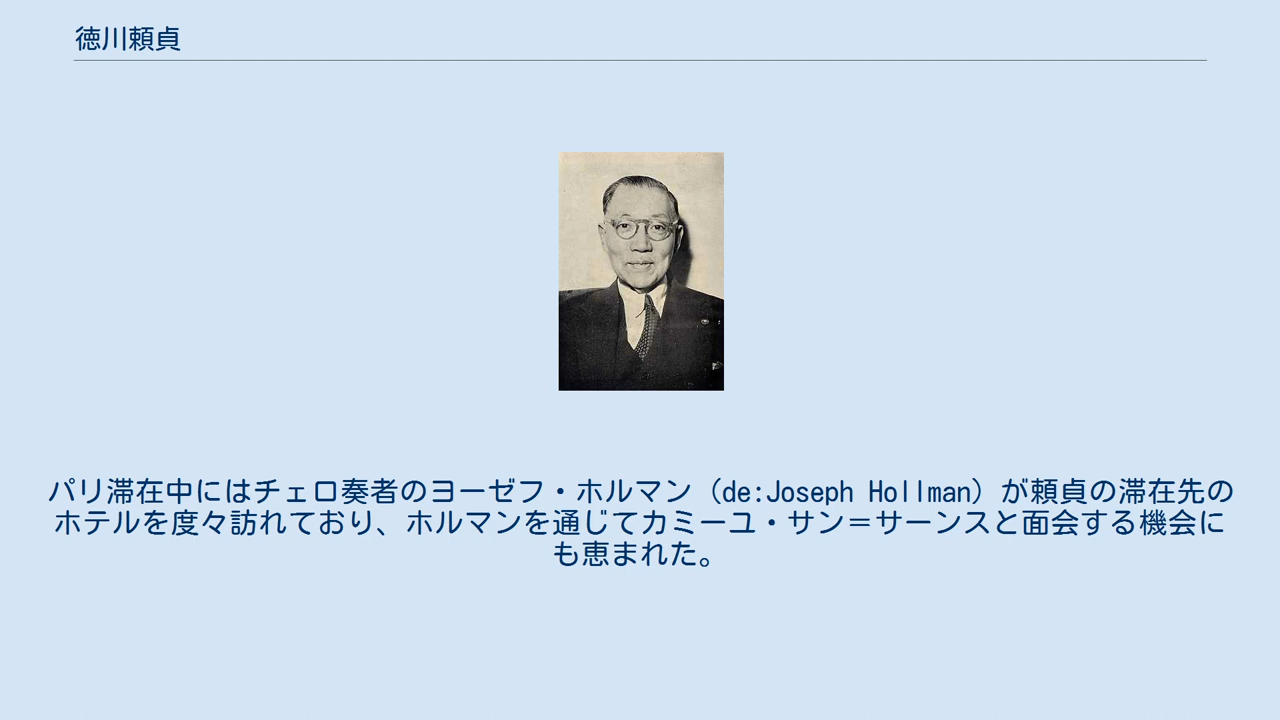 徳川頼貞
パリ滞在中にはチェロ奏者のヨーゼフ・ホルマン（de:Joseph Hollman）が頼貞の滞在先の
ホテルを度々訪れており、ホルマンを通じてカミーユ・サン＝サーンスと面会する機会に
も恵まれた。